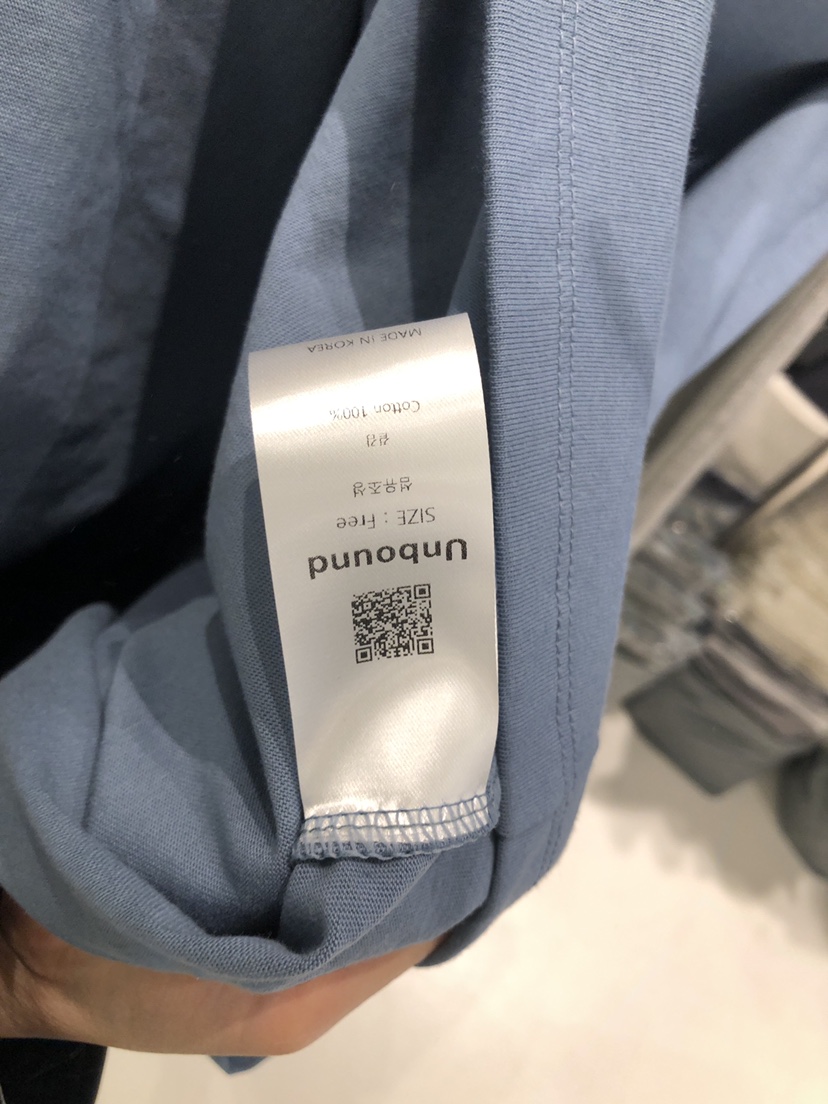 Unbound
SIZE : Free
섬유조성
겉감
Cotton 100%
MADE IN KOREA